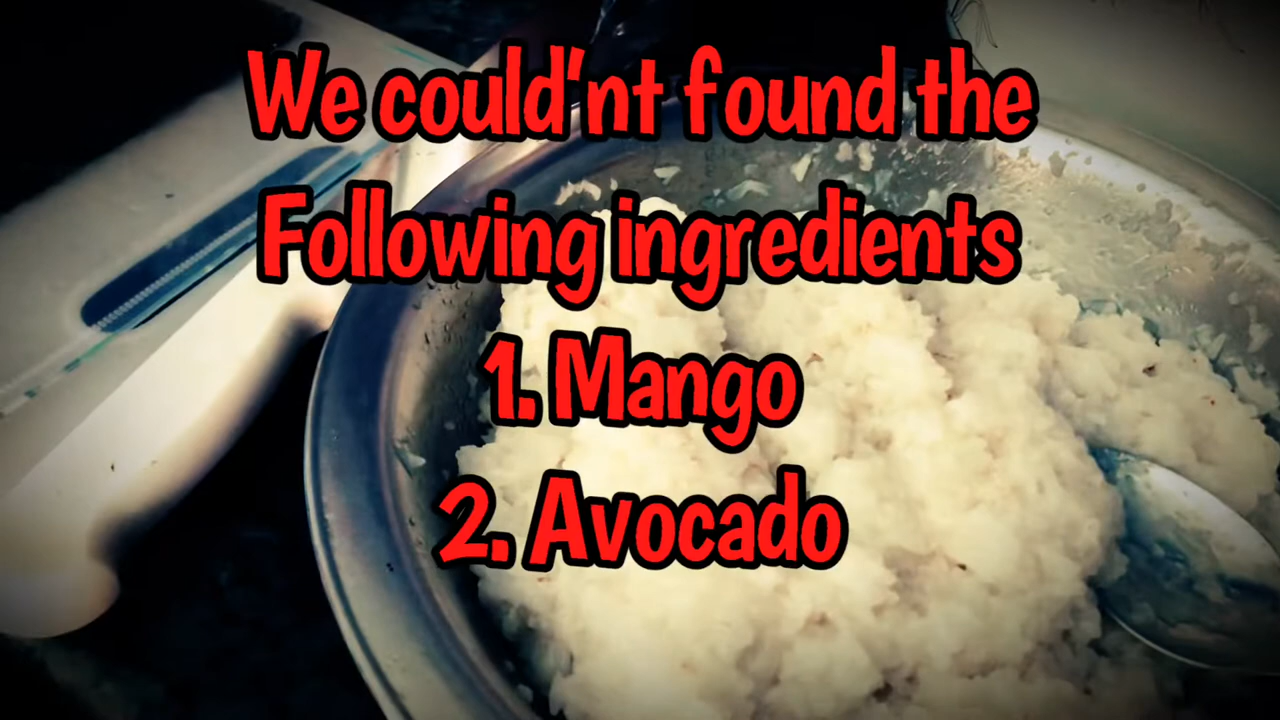 We could'nt found the
Following ingredients
1. Mango
2. Avocado